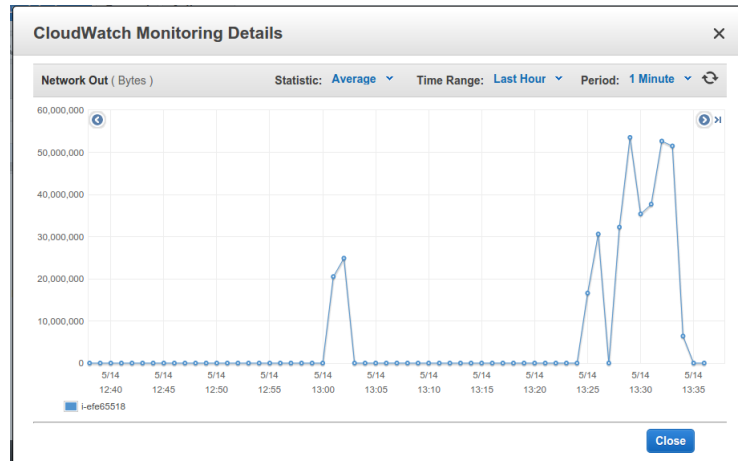 CloudWatch Monitoring Details
Network Out ( Bytes ) Statistic: Average Time Range: Last Hour Period: 1 Minute
60,000,000
50,000,000
40,000,000
30,000,000
20,000,000
10,000,000
0
5/14 5/14 5/14 5/14 5/14 5/14 5/14 5/14 5/14 5/14 5/14 5/14
12:40 12:45 12:50 12:55 13:00 13:05 13:10 13:15 13:20 13:25 13:30 13:35
i-efe65518
Close